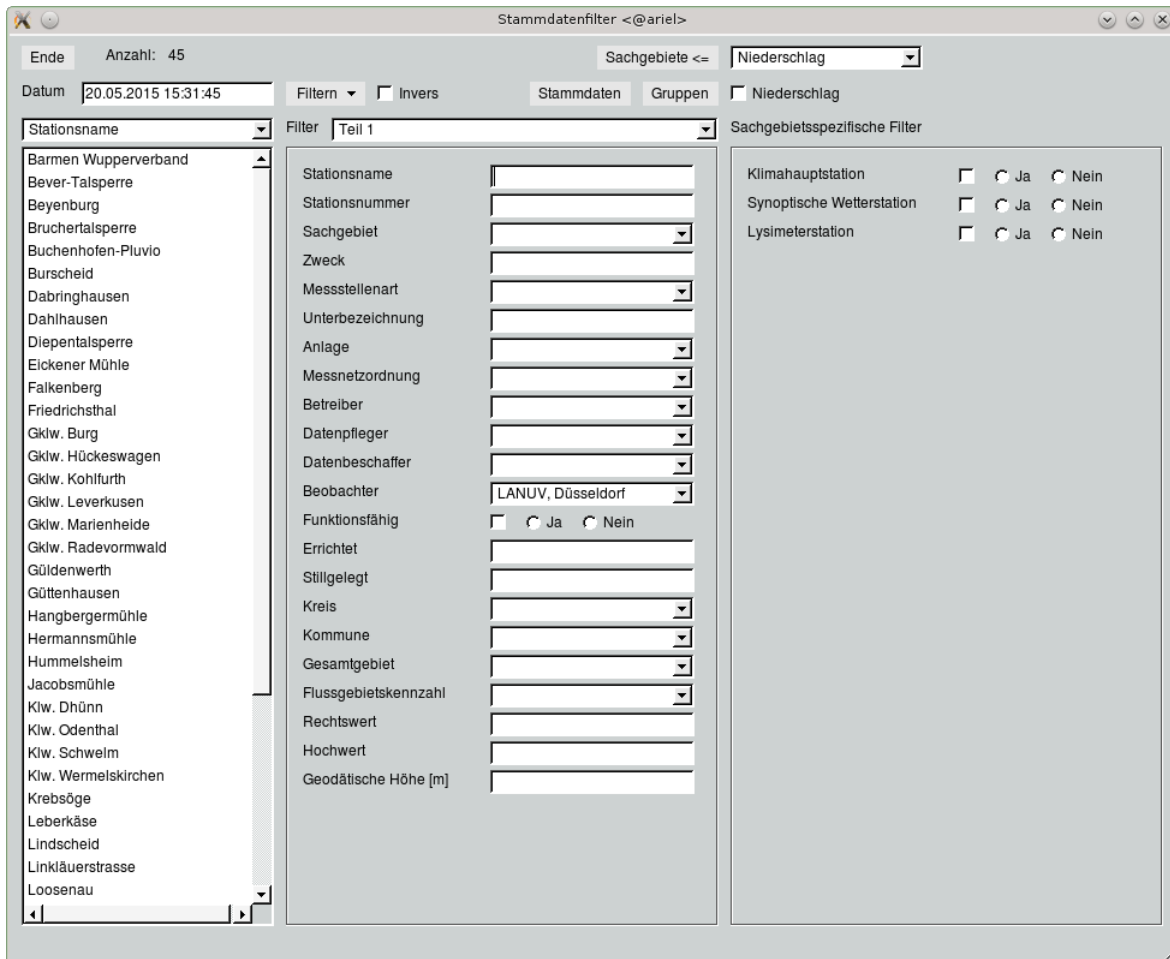 Stammdatenfilter <@ariel>
Ende Anzahl: 45 Sachgebiete <= Niederschlag
Datum 20.05.2015 15:31:45 Filtern Invers Stammdaten Gruppen Niederschlag
Stationsname Filter Teil 1 Sachgebietsspezifische Filter
Barmen Wupperverband
Bever-Talsperre
Beyenburg
Bruchertalsperre
Buchenhofen-Pluvio
Burscheid
Dabringhausen
Dahlhausen
Diepentalsperre
Eickener Mühle
Falkenberg
Friedrichsthal
Gklw. Burg
Gklw. Hückeswagen
Gklw. Kohlfurth
Gklw. Leverkusen
Gklw. Marienheide
Gklw. Radevormwald
Güldenwerth
Güttenhausen
Hangbergermühle
Hermannsmühle
Hummelsheim
Jacobsmühle
Klw. Dhünn
Klw. Odenthal
Klw. Schwelm
Klw. Wermelskirchen
Krebsöge
Leberkäse
Lindscheid
Linkläuerstrasse
Loosenau
Stationsname
Stationsnummer
Sachgebiet
Zweck
Messstellenart
Unterbezeichnung
Anlage
Messnetzordnung
Betreiber
Datenpfleger
Datenbeschaffer
Beobachter LANUV, Düsseldorf
Funktionsfähig Ja Nein
Errichtet
Stillgelegt
Kreis
Kommune
Gesamtgebiet
Flussgebietskennzahl
Rechtswert
Hochwert
Geodätische Höhe [m]
Klimahauptstation Ja Nein
Synoptische Wetterstation Ja Nein
Lysimeterstation Ja Nein